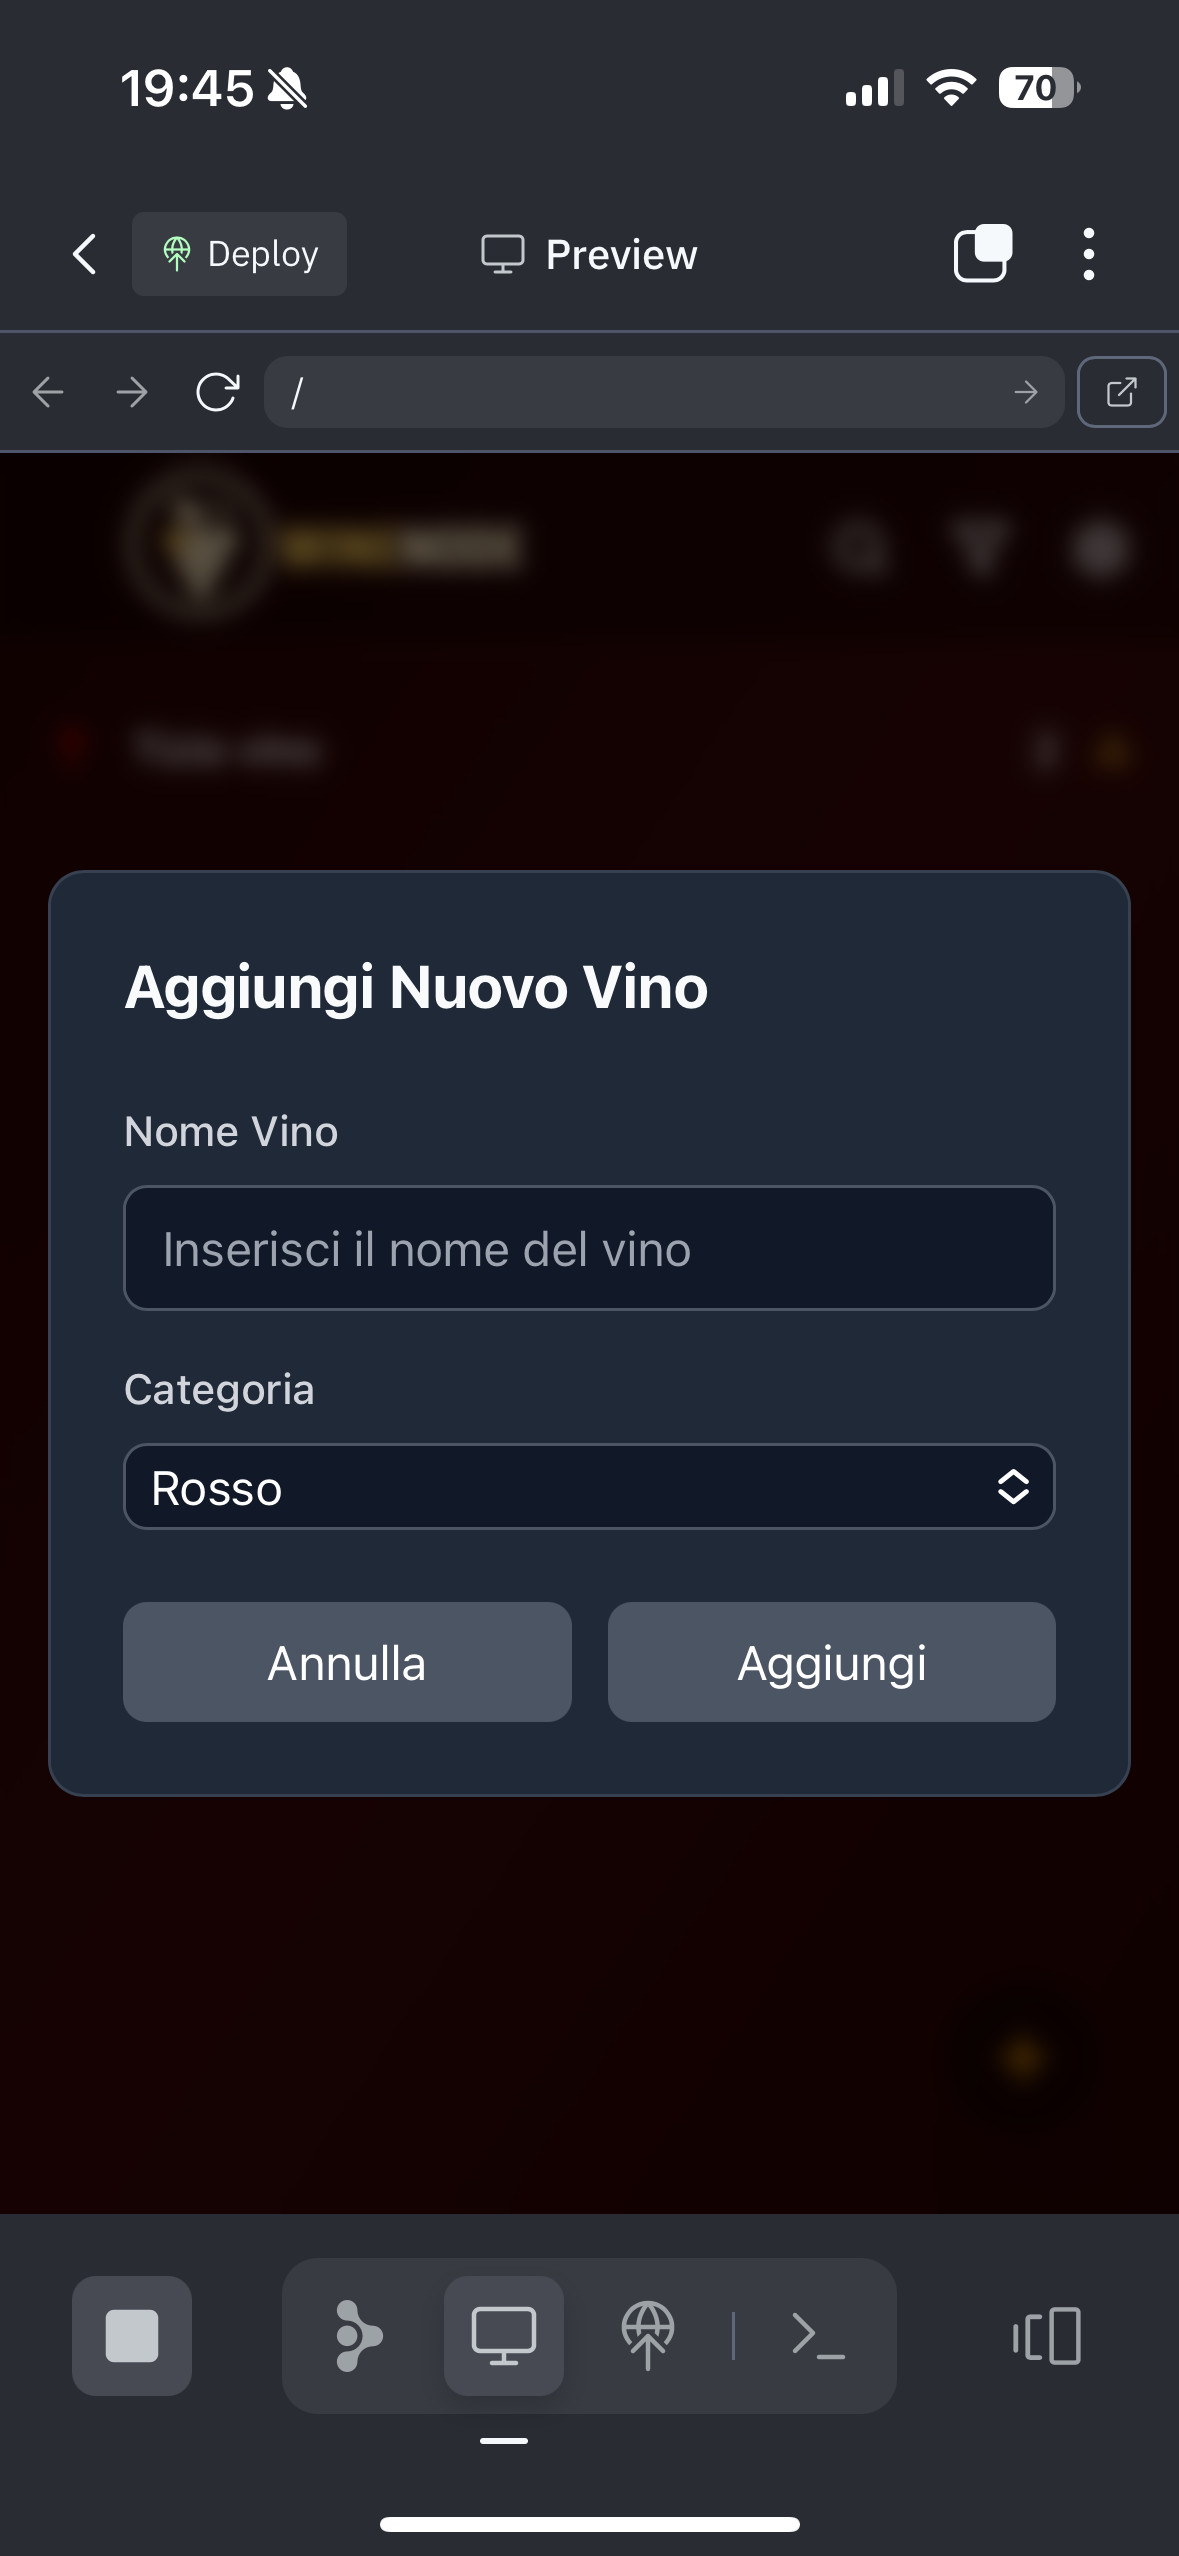 19:45
70
Deploy
Preview
/
Aggiungi Nuovo Vino
Nome Vino
Inserisci il nome del vino
Categoria
Rosso
Annulla
Aggiungi